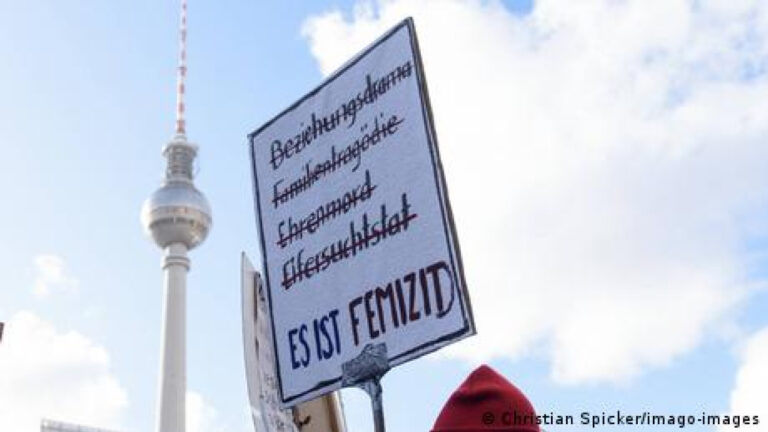 Beziehungsdrama
Familientragödie
Ehrenmord
Eifersuchtstat
ES IST FEMIZID
© Christian Spicker/imago-images